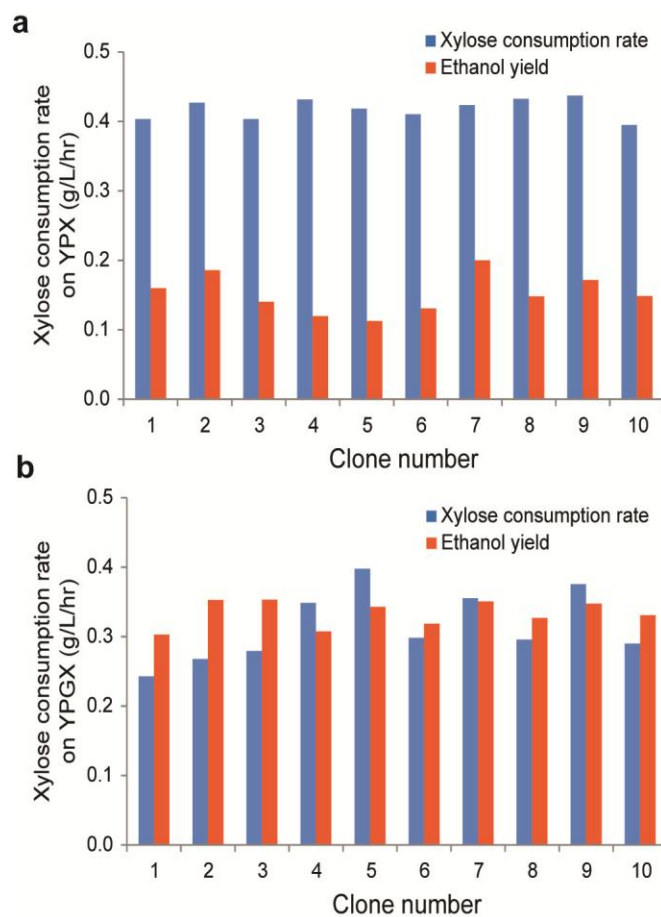 a
Xylose consumption rate
on YPX (g/L/hr)
0.5
0.4
0.3
0.2
0.1
0.0
Xylose consumption rate
Ethanol yield
1 2 3 4 5 6 7 8 9 10
Clone number
b
Xylose consumption rate
on YPGX (g/L/hr)
0.5
0.4
0.3
0.2
0.1
0.0
Xylose consumption rate
Ethanol yield
1 2 3 4 5 6 7 8 9 10
Clone number